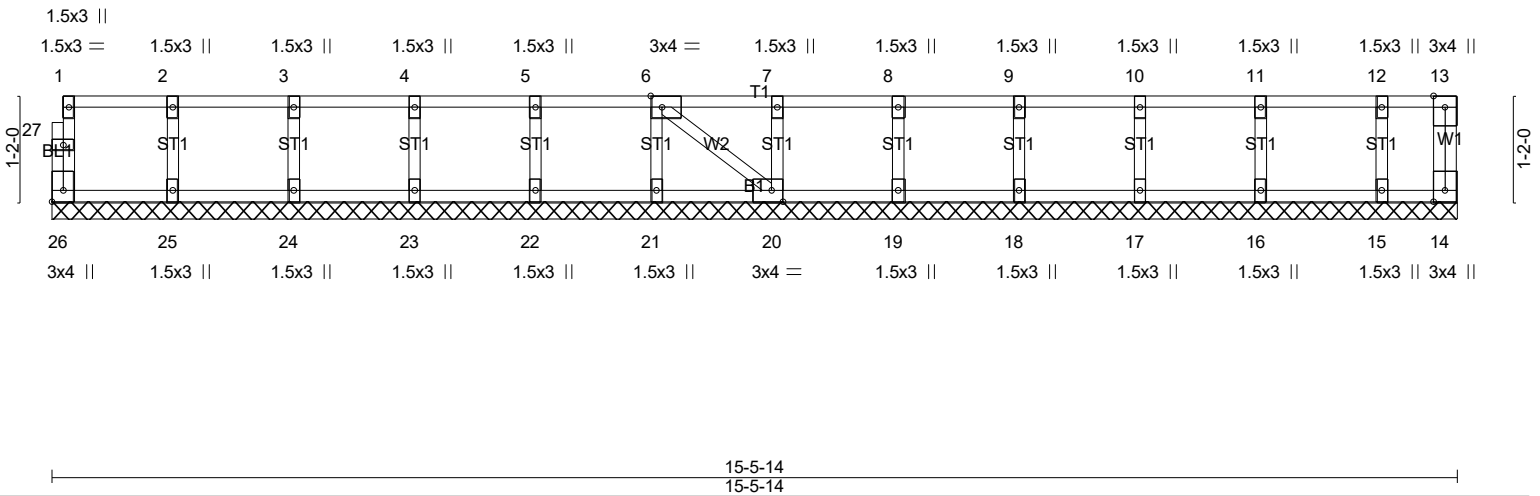 1.5x3 ||
1.5x3 = 1.5x3 || 1.5x3 || 1.5x3 || 1.5x3 || 3x4 = 1.5x3 || 1.5x3 || 1.5x3 || 1.5x3 || 1.5x3 || 1.5x3 || 3x4 ||
1 2 3 4 5 6 7 8 9 10 11 12 13
T1
27
1-2-0 BL1 ST1 ST1 ST1 ST1 ST1 W2 ST1 ST1 ST1 ST1 ST1 ST1 W1 1-2-0
B1
26 25 24 23 22 21 20 19 18 17 16 15 14
3x4 || 1.5x3 || 1.5x3 || 1.5x3 || 1.5x3 || 1.5x3 || 3x4 = 1.5x3 || 1.5x3 || 1.5x3 || 1.5x3 || 1.5x3 || 3x4 ||
15-5-14
15-5-14